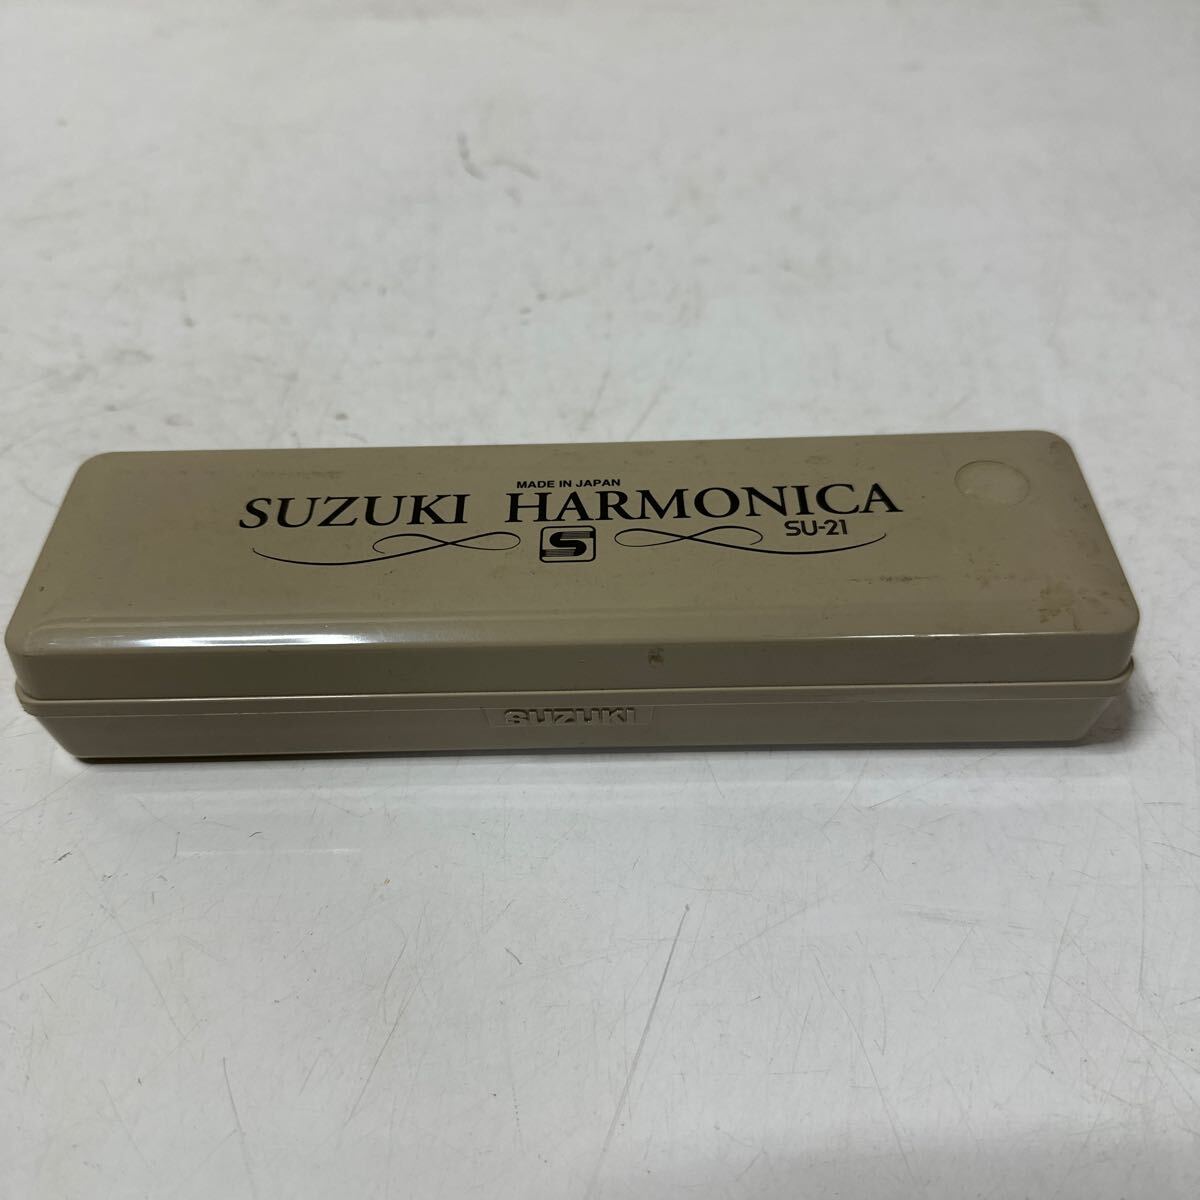 MADE IN JAPAN
SUZUKI HARMONICA
S SU-21
SUZUKI